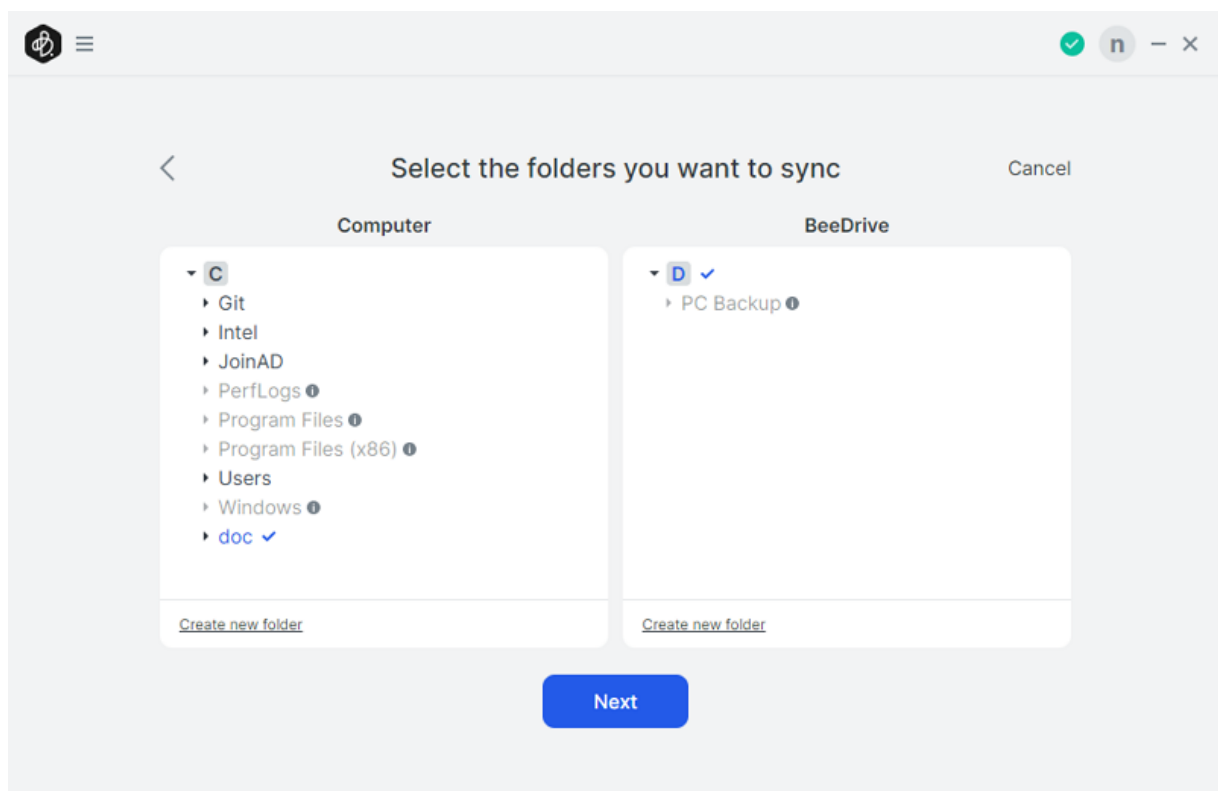 n
Select the folders you want to sync
Cancel
Computer
C
Git
Intel
JoinAD
PerfLogs
Program Files
Program Files (x86)
Users
Windows
doc
Create new folder
BeeDrive
D
PC Backup
Create new folder
Next